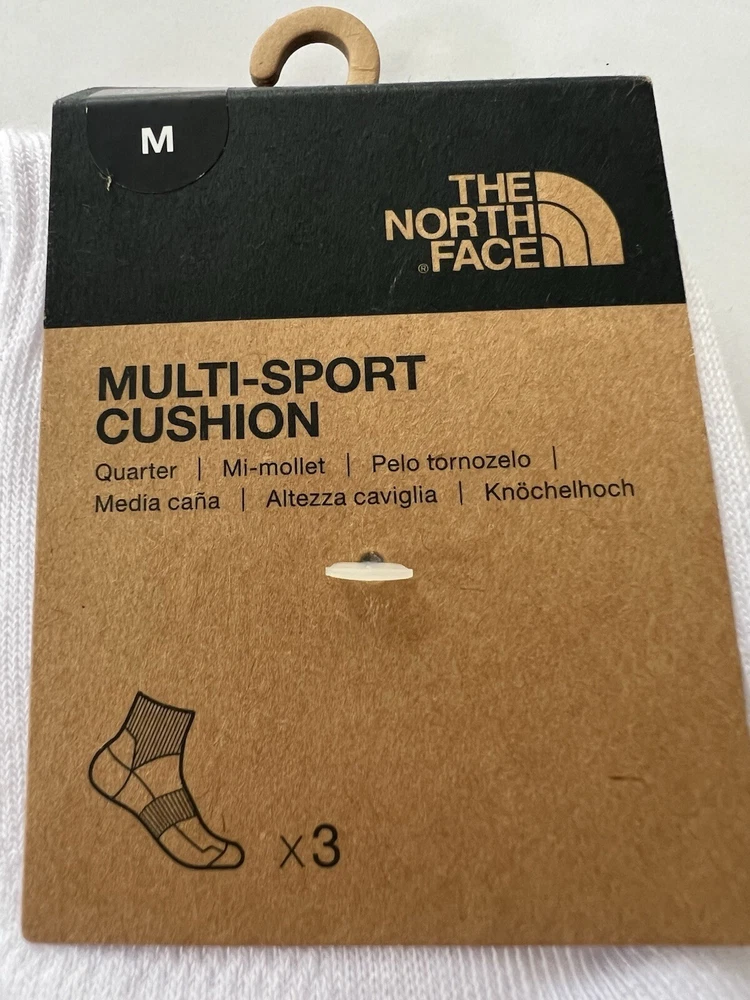 M
THE
NORTH
® FACE
MULTI-SPORT
CUSHION
Quarter | Mi-mollet | Pelo tornozelo |
Media caña | Altezza caviglia | Knöchelhoch
x3